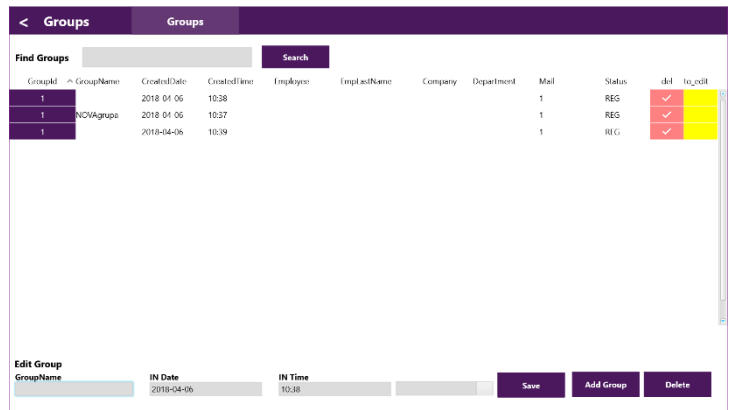 < Groups Groups
Find Groups Search
GroupId GroupName CreatedDate CreatedTime Employee EmpLastName Company Department Mail Status del to_edit
1 2018-04-06 10:38 1 REG
1 NOVAgrupa 2018-04-06 10:37 1 REG
1 2018-04-06 10:39 1 REG
Edit Group
GroupName IN Date IN Time
2018-04-06 10:38 Save Add Group Delete